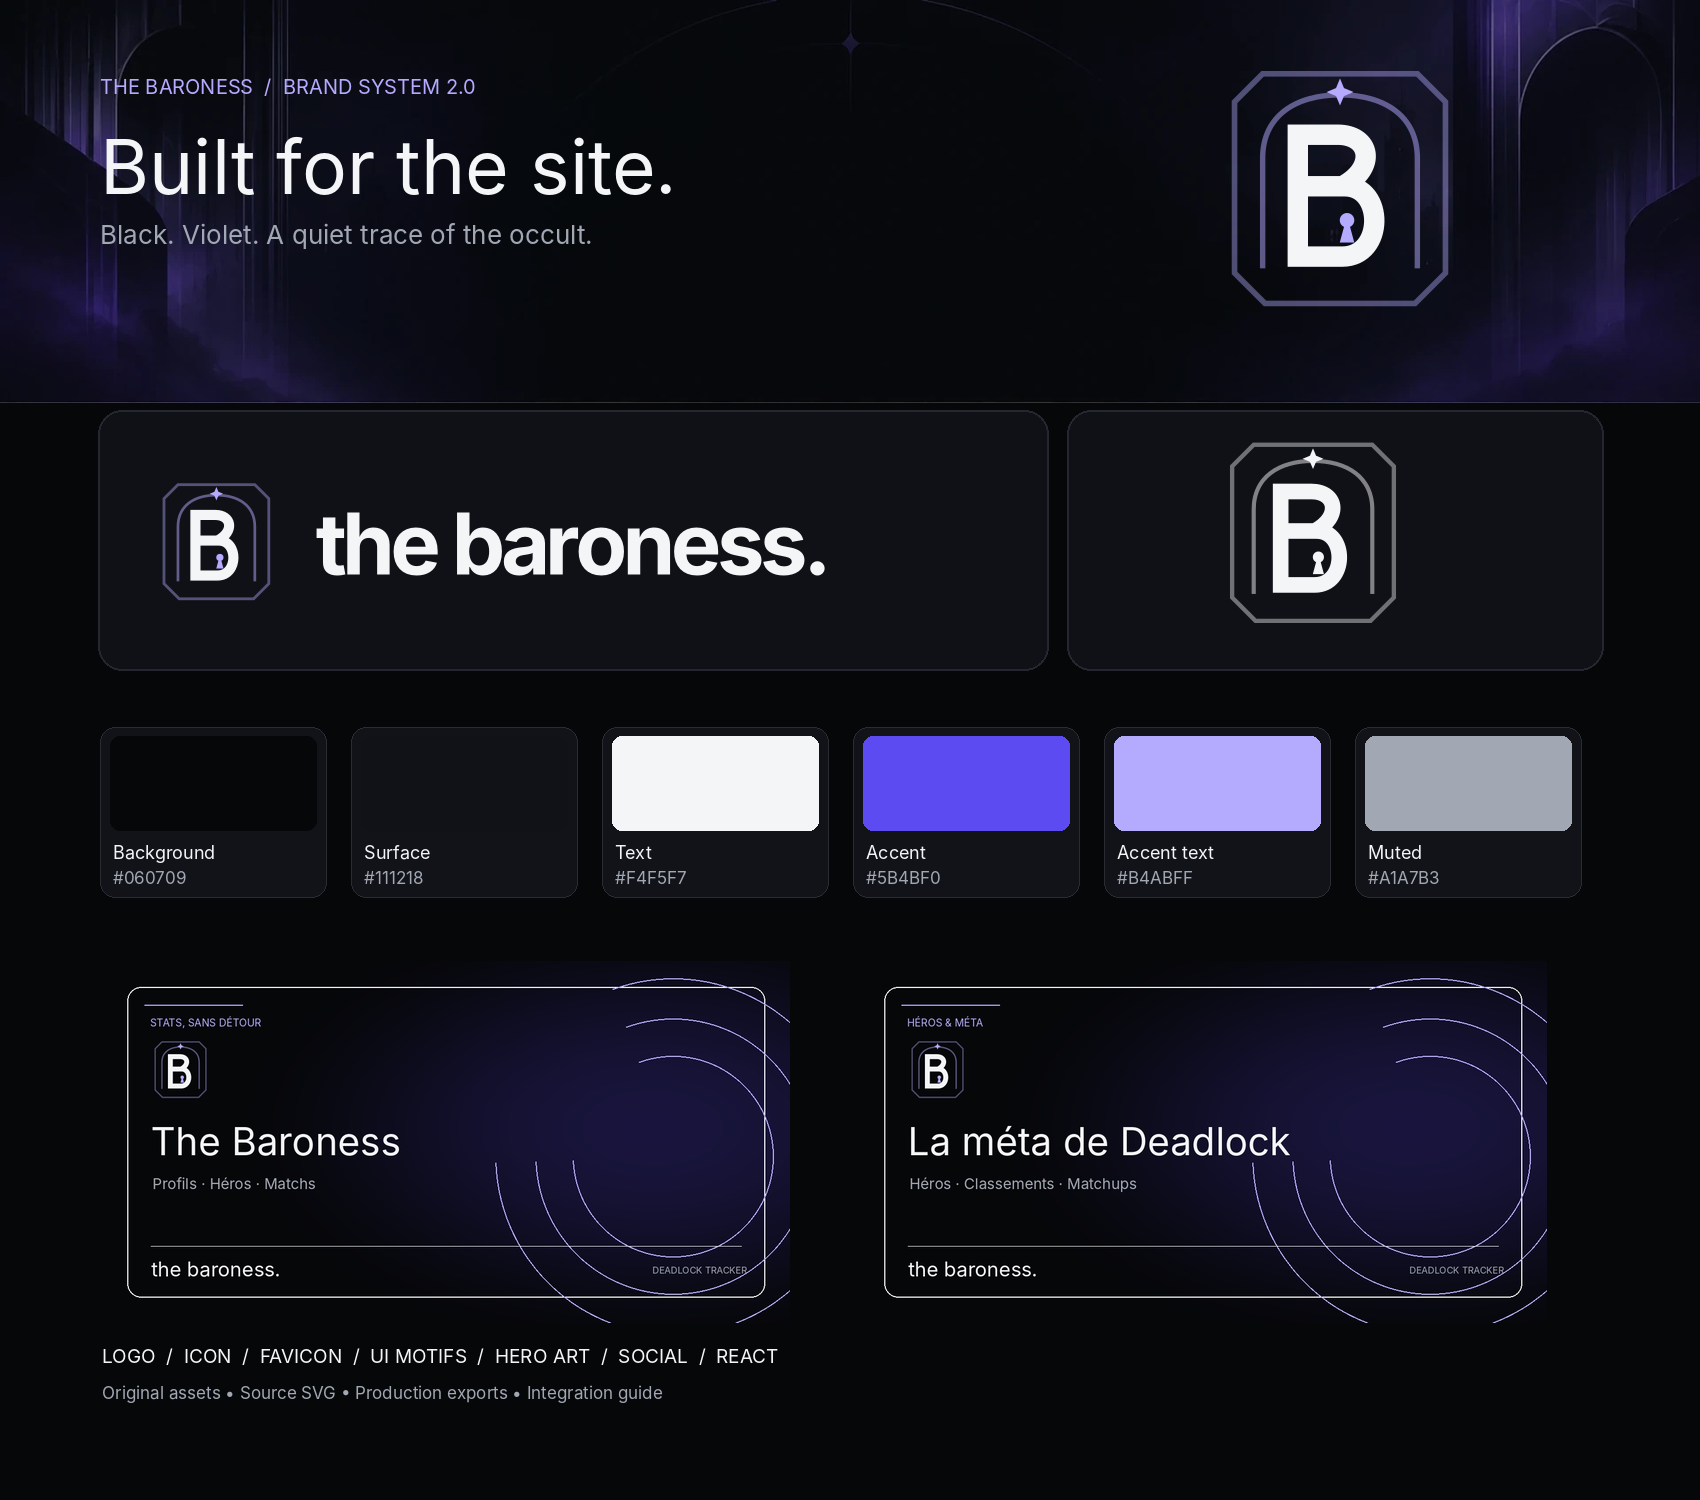 THE BARONESS / BRAND SYSTEM 2.0
Built for the site.
Black. Violet. A quiet trace of the occult.
B
B
the baroness.
B
Background
#060709
Surface
#111218
Text
#F4F5F7
Accent
#5B4BF0
Accent text
#B4ABFF
Muted
#A1A7B3
STATS, SANS DÉTOUR
B
The Baroness
Profils · Héros · Matchs
the baroness.
DEADLOCK TRACKER
HÉROS & MÉTA
B
La méta de Deadlock
Héros · Classements · Matchups
the baroness.
DEADLOCK TRACKER
LOGO / ICON / FAVICON / UI MOTIFS / HERO ART / SOCIAL / REACT
Original assets • Source SVG • Production exports • Integration guide